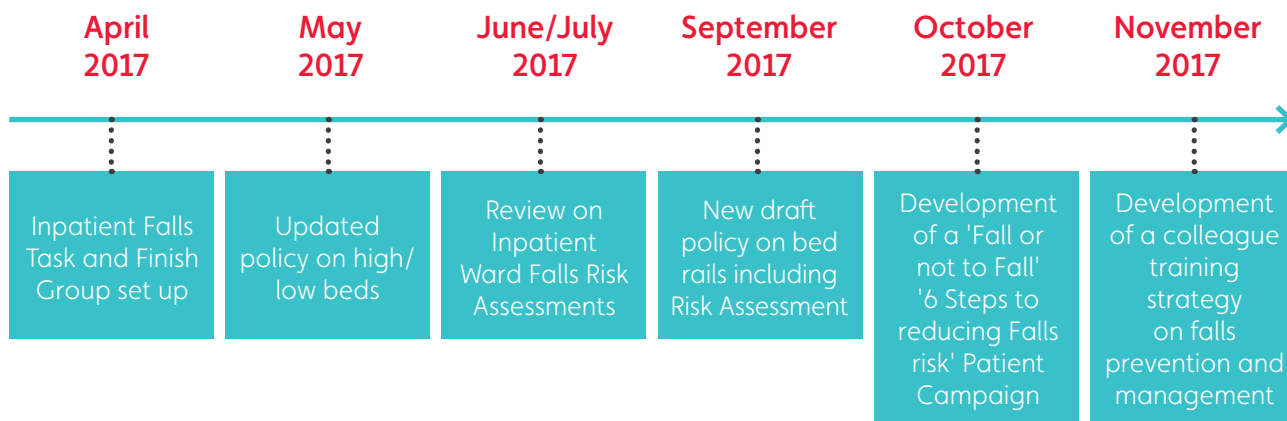 April
2017
May
2017
June/July
2017
September
2017
October
2017
November
2017
Inpatient Falls
Task and Finish
Group set up
Updated
policy on high/
low beds
Review on
Inpatient
Ward Falls Risk
Assessments
New draft
policy on bed
rails including
Risk Assessment
Development
of a 'Fall or
not to Fall'
'6 Steps to
reducing Falls
risk' Patient
Campaign
Development
of a colleague
training
strategy
on falls
prevention and
management